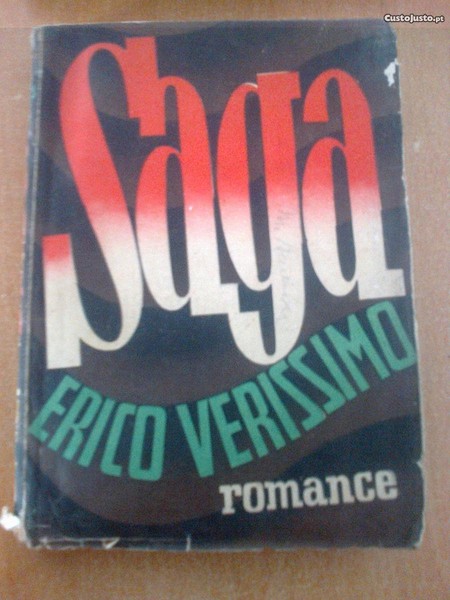 CustoJusto.pt
Saga
ERICO VERISSIMO
romance